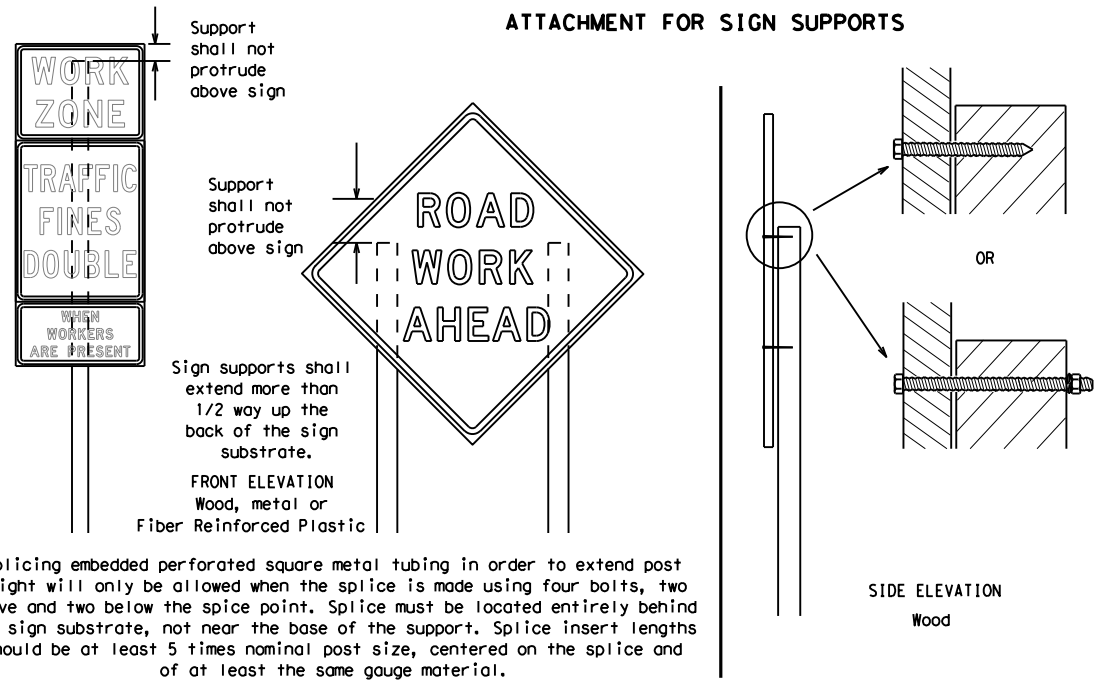 ATTACHMENT FOR SIGN SUPPORTS
Support
shall not
protrude
above sign
WORK
ZONE
TRAFFIC
FINES
DOUBLE
WHEN
WORKERS
ARE PRESENT
Support
shall not
protrude
above sign
ROAD
WORK
AHEAD
Sign supports shall
extend more than
1/2 way up the
back of the sign
substrate.
FRONT ELEVATION
Wood, metal or
Fiber Reinforced Plastic
OR
SIDE ELEVATION
Wood
plicing embedded perforated square metal tubing in order to extend post
ight will only be allowed when the splice is made using four bolts, two
ve and two below the spice point. Splice must be located entirely behind
sign substrate, not near the base of the support. Splice insert lengths
hould be at least 5 times nominal post size, centered on the splice and
of at least the same gauge material.